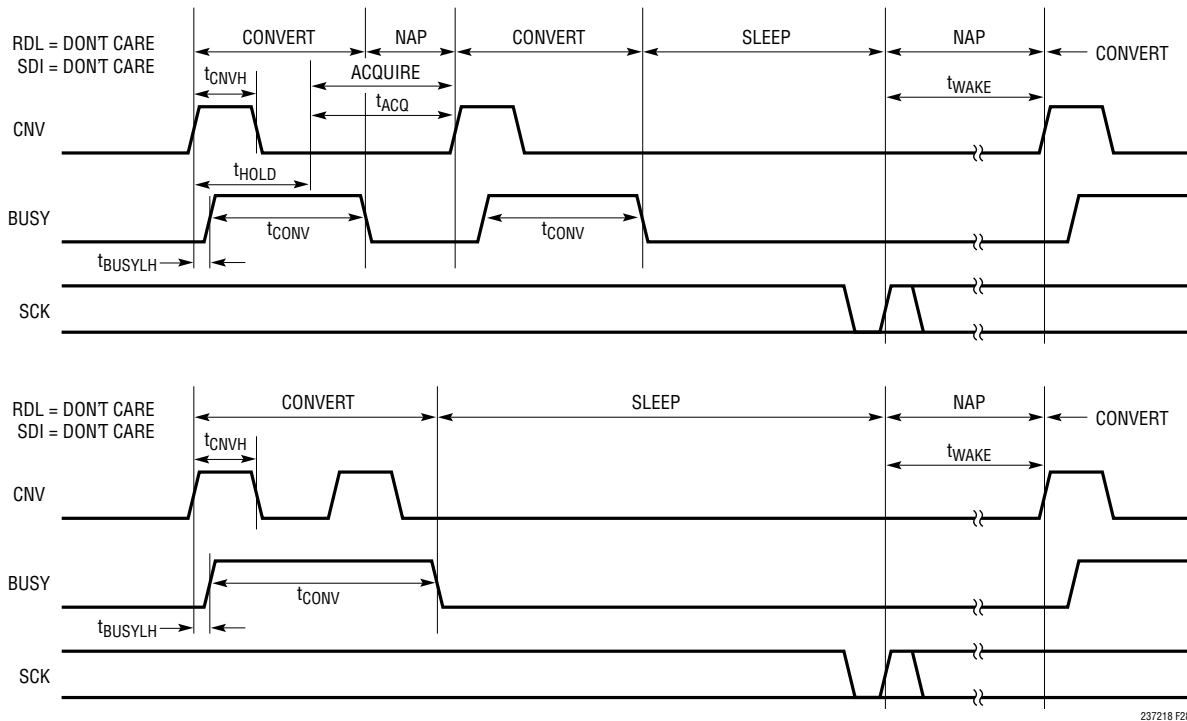 RDL = DON'T CARE
SDI = DON'T CARE
CONVERT
NAP
CONVERT
SLEEP
NAP
CONVERT
tCNVH
ACQUIRE
tACQ
tWAKE
CNV
tHOLD
BUSY
tCONV
tCONV
tBUSYLH
SCK
RDL = DON'T CARE
SDI = DON'T CARE
CONVERT
SLEEP
NAP
CONVERT
tCNVH
tWAKE
CNV
BUSY
tCONV
tBUSYLH
SCK